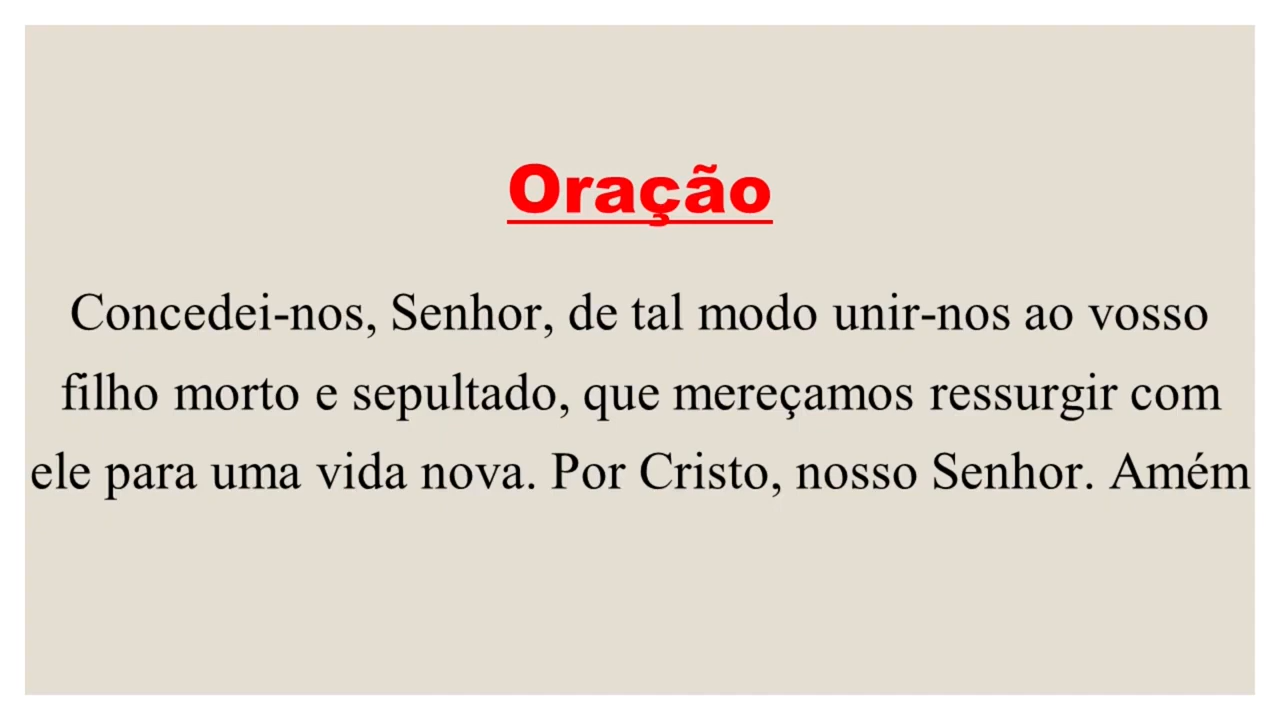 Oração
Concedei-nos, Senhor, de tal modo unir-nos ao vosso
filho morto e sepultado, que mereçamos ressurgir com
ele para uma vida nova. Por Cristo, nosso Senhor. Amém